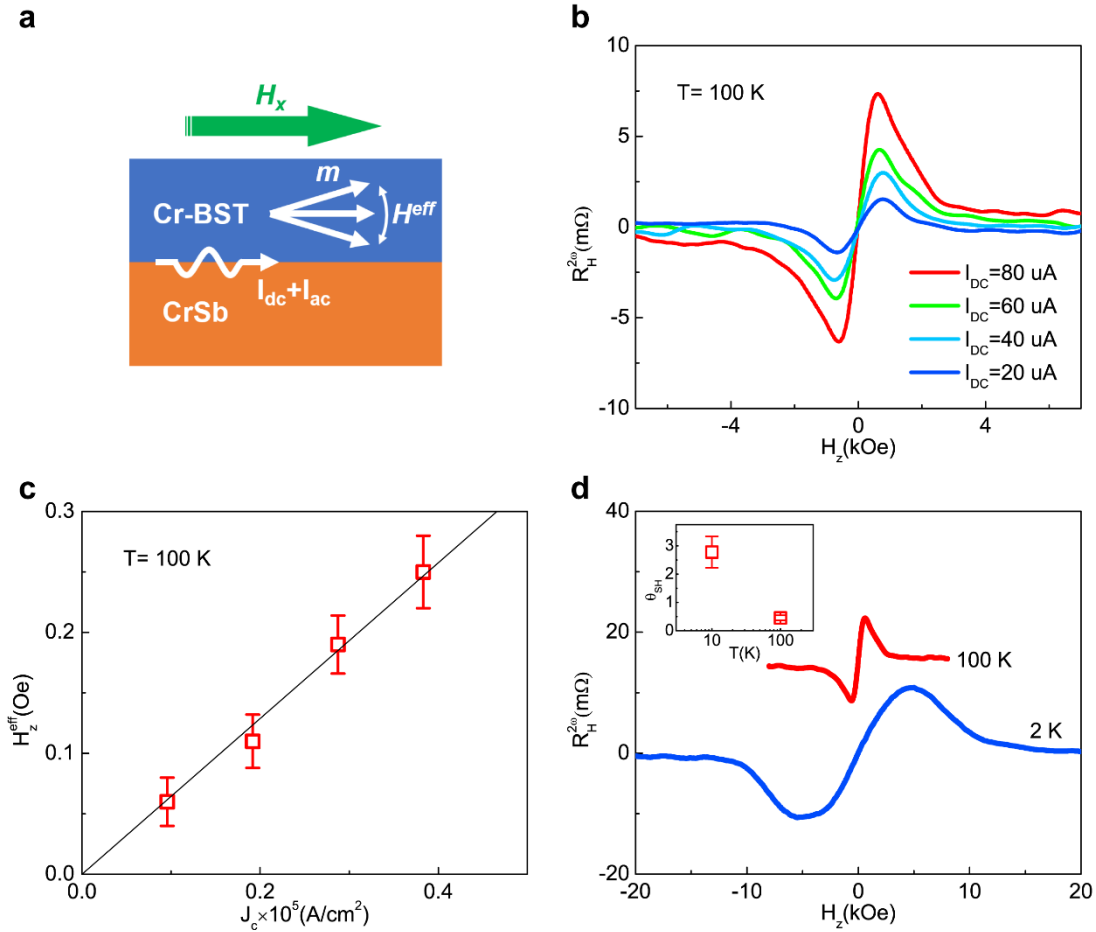 a
H_x
m
Cr-BST
H^eff
I_dc+I_ac
CrSb
b
10
5
0
-5
-10
R_H^2ω(mΩ)
T= 100 K
I_DC=80 uA
I_DC=60 uA
I_DC=40 uA
I_DC=20 uA
-4
0
4
H_z(kOe)
c
0.3
0.2
0.1
0.0
H_z^eff(Oe)
T= 100 K
0.0
0.2
0.4
J_c×10^5(A/cm^2)
d
40
20
0
-20
R_H^2ω(mΩ)
3
2
1
0
θ_SH
10
100
T(K)
100 K
2 K
-20
-10
0
10
20
H_z(kOe)